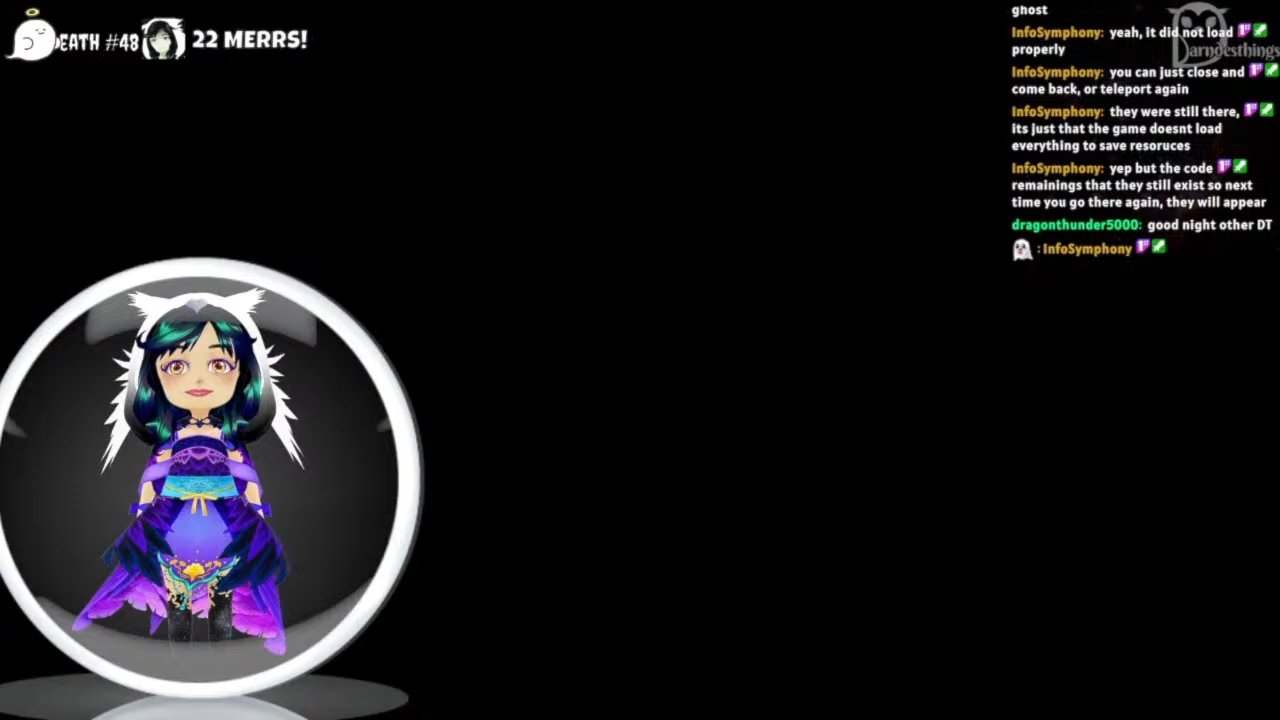 DEATH #48 22 MERRS!
ghost
InfoSymphony: yeah, it did not load
properly
InfoSymphony: you can just close and
come back, or teleport again
InfoSymphony: they were still there,
its just that the game doesnt load
everything to save resoruces
InfoSymphony: yep but the code
remainings that they still exist so next
time you go there again, they will appear
dragonthunder5000: good night other DT
: InfoSymphony
Darndesthings